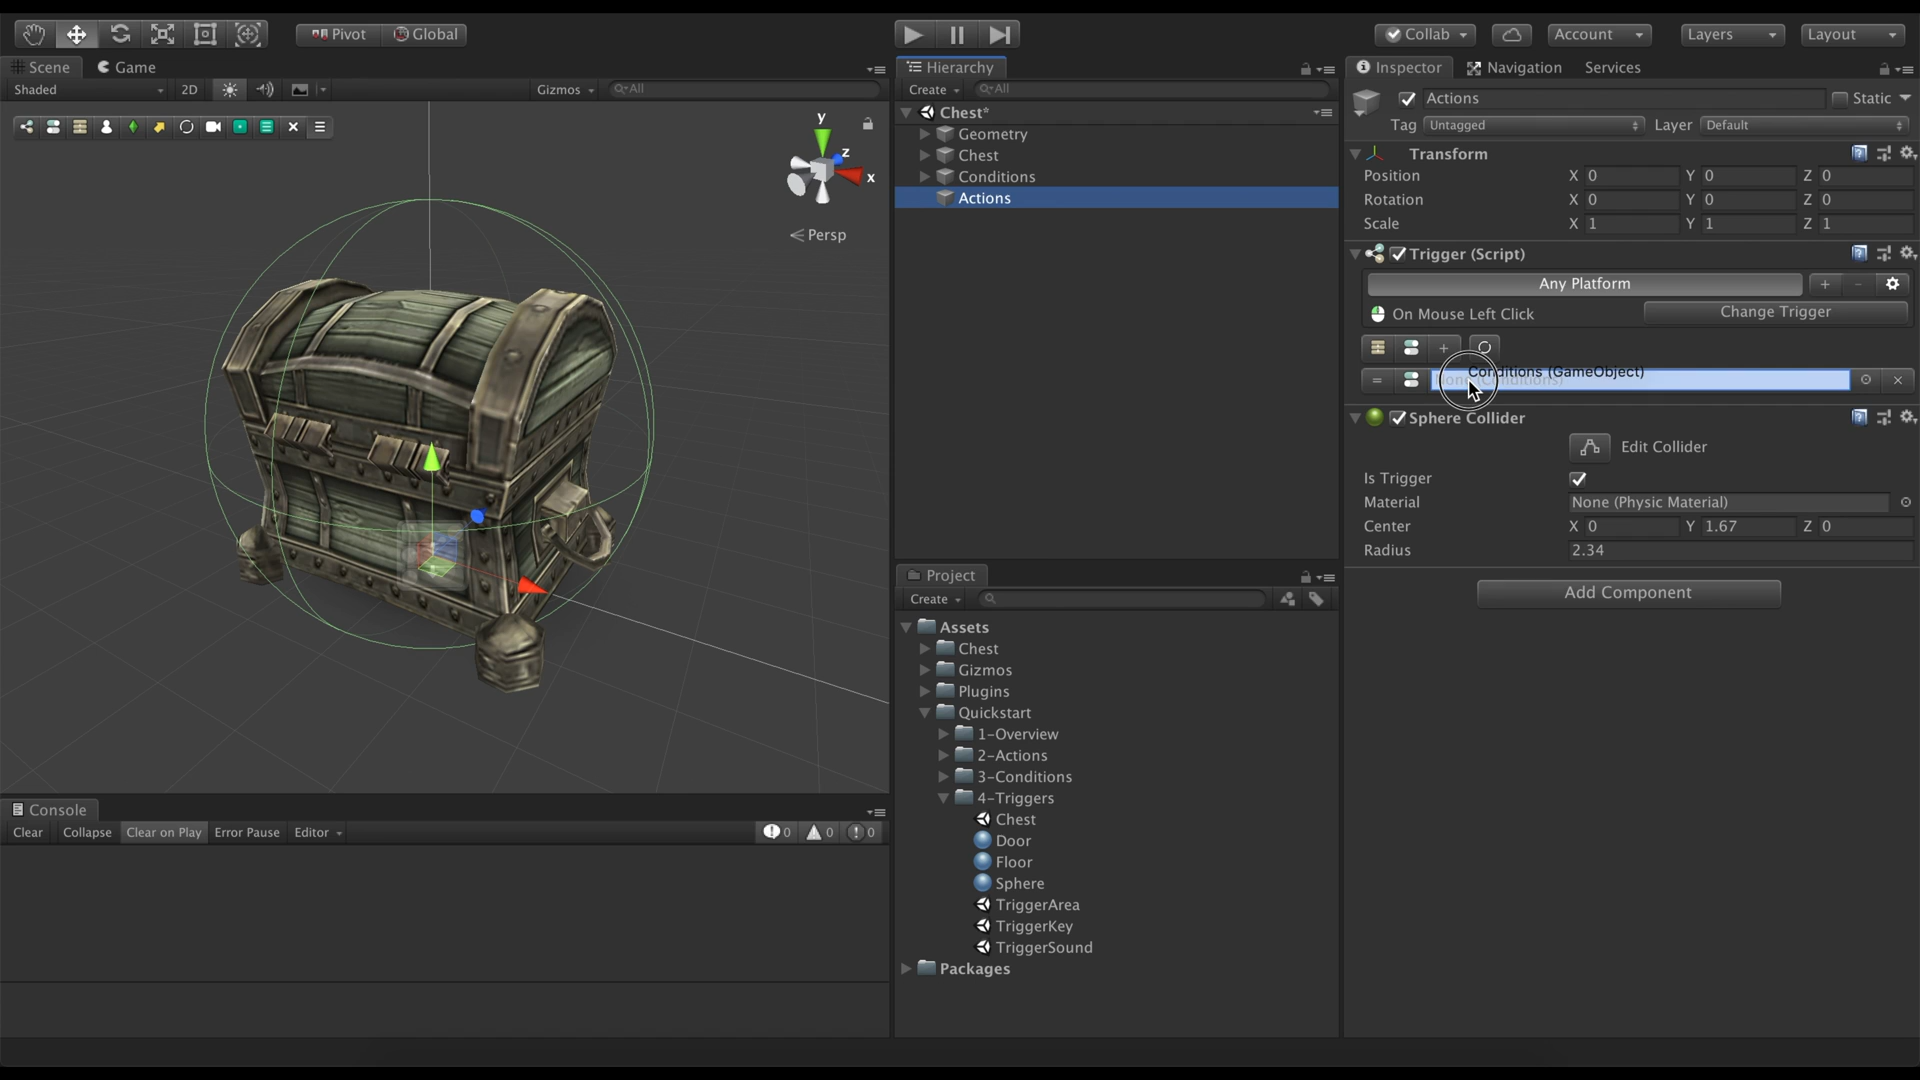 Pivot Global Collab Account Layers Layout
Scene Game
Shaded 2D Gizmos All
y
z
x
Persp
Console
Clear Collapse Clear on Play Error Pause Editor 0 0 0
Hierarchy
Create All
Chest*
Geometry
Chest
Conditions
Actions
Project
Create
Assets
Chest
Gizmos
Plugins
Quickstart
1-Overview
2-Actions
3-Conditions
4-Triggers
Chest
Door
Floor
Sphere
TriggerArea
TriggerKey
TriggerSound
Packages
Inspector Navigation Services
Actions Static
Tag Untagged Layer Default
Transform
Position X 0 Y 0 Z 0
Rotation X 0 Y 0 Z 0
Scale X 1 Y 1 Z 1
Trigger (Script)
Any Platform
On Mouse Left Click Change Trigger
Conditions (GameObject)
Sphere Collider
Edit Collider
Is Trigger
Material None (Physic Material)
Center X 0 Y 1.67 Z 0
Radius 2.34
Add Component